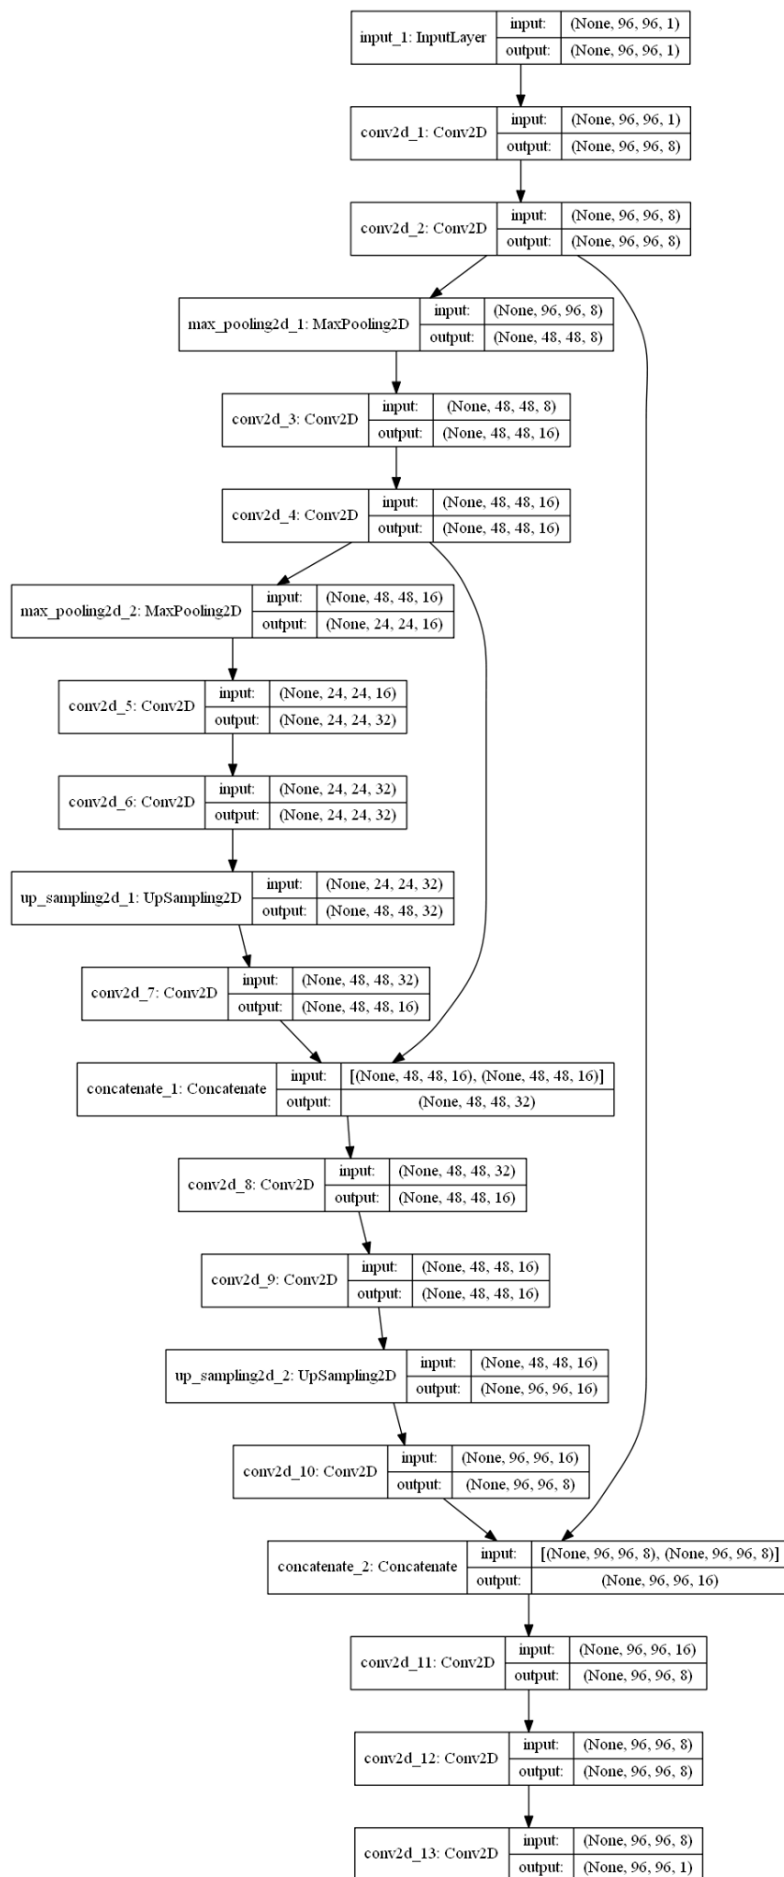 input_1: InputLayer
input: (None, 96, 96, 1)
output: (None, 96, 96, 1)
conv2d_1: Conv2D
input: (None, 96, 96, 1)
output: (None, 96, 96, 8)
conv2d_2: Conv2D
input: (None, 96, 96, 8)
output: (None, 96, 96, 8)
max_pooling2d_1: MaxPooling2D
input: (None, 96, 96, 8)
output: (None, 48, 48, 8)
conv2d_3: Conv2D
input: (None, 48, 48, 8)
output: (None, 48, 48, 16)
conv2d_4: Conv2D
input: (None, 48, 48, 16)
output: (None, 48, 48, 16)
max_pooling2d_2: MaxPooling2D
input: (None, 48, 48, 16)
output: (None, 24, 24, 16)
conv2d_5: Conv2D
input: (None, 24, 24, 16)
output: (None, 24, 24, 32)
conv2d_6: Conv2D
input: (None, 24, 24, 32)
output: (None, 24, 24, 32)
up_sampling2d_1: UpSampling2D
input: (None, 24, 24, 32)
output: (None, 48, 48, 32)
conv2d_7: Conv2D
input: (None, 48, 48, 32)
output: (None, 48, 48, 16)
concatenate_1: Concatenate
input: [(None, 48, 48, 16), (None, 48, 48, 16)]
output: (None, 48, 48, 32)
conv2d_8: Conv2D
input: (None, 48, 48, 32)
output: (None, 48, 48, 16)
conv2d_9: Conv2D
input: (None, 48, 48, 16)
output: (None, 48, 48, 16)
up_sampling2d_2: UpSampling2D
input: (None, 48, 48, 16)
output: (None, 96, 96, 16)
conv2d_10: Conv2D
input: (None, 96, 96, 16)
output: (None, 96, 96, 8)
concatenate_2: Concatenate
input: [(None, 96, 96, 8), (None, 96, 96, 8)]
output: (None, 96, 96, 16)
conv2d_11: Conv2D
input: (None, 96, 96, 16)
output: (None, 96, 96, 8)
conv2d_12: Conv2D
input: (None, 96, 96, 8)
output: (None, 96, 96, 8)
conv2d_13: Conv2D
input: (None, 96, 96, 8)
output: (None, 96, 96, 1)